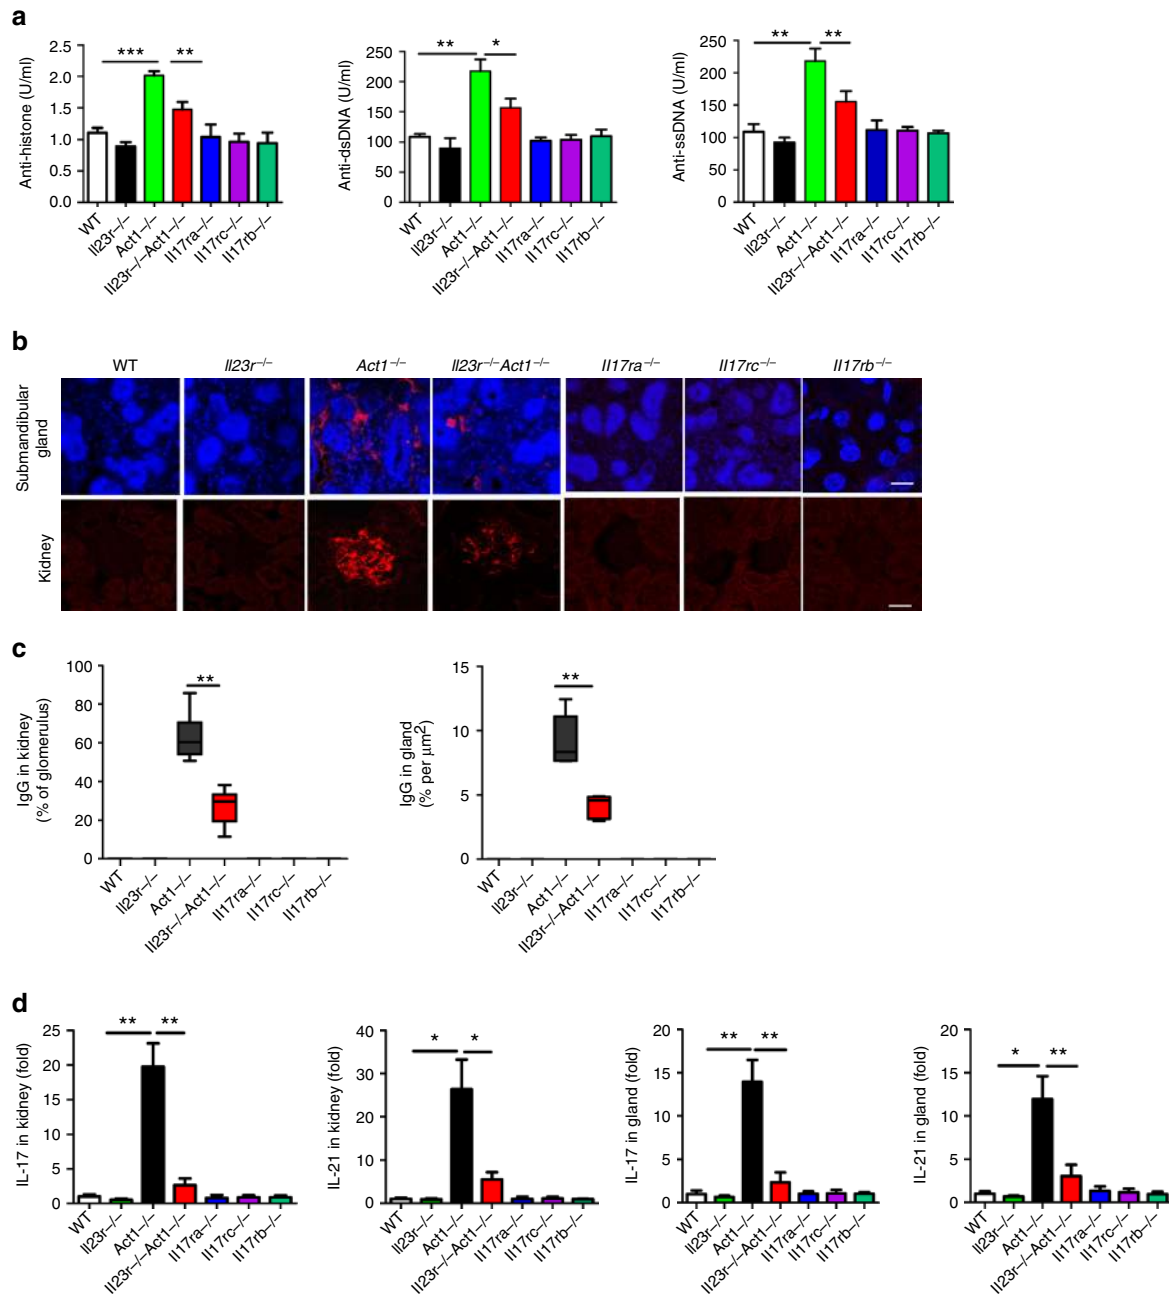 a
Anti-histone (U/ml)
2.5
2.0
1.5
1.0
0.5
0.0
***
**
WT
Il23r–/–
Act1–/–
Il23r–/–Act1–/–
Il17ra–/–
Il17rc–/–
Il17rb–/–
Anti-dsDNA (U/ml)
250
200
150
100
50
0
**
*
WT
Il23r–/–
Act1–/–
Il23r–/–Act1–/–
Il17ra–/–
Il17rc–/–
Il17rb–/–
Anti-ssDNA (U/ml)
250
200
150
100
50
0
**
**
WT
Il23r–/–
Act1–/–
Il23r–/–Act1–/–
Il17ra–/–
Il17rc–/–
Il17rb–/–
b
WT
Il23r–/–
Act1–/–
Il23r–/–Act1–/–
Il17ra–/–
Il17rc–/–
Il17rb–/–
Submandibular
gland
Kidney
c
IgG in kidney
(% of glomerulus)
100
80
60
40
20
0
**
WT
Il23r–/–
Act1–/–
Il23r–/–Act1–/–
Il17ra–/–
Il17rc–/–
Il17rb–/–
IgG in gland
(% per μm2)
15
10
5
0
**
WT
Il23r–/–
Act1–/–
Il23r–/–Act1–/–
Il17ra–/–
Il17rc–/–
Il17rb–/–
d
IL-17 in kidney (fold)
25
20
15
10
5
0
**
**
WT
Il23r–/–
Act1–/–
Il23r–/–Act1–/–
Il17ra–/–
Il17rc–/–
Il17rb–/–
IL-21 in kidney (fold)
40
30
20
10
0
*
*
WT
Il23r–/–
Act1–/–
Il23r–/–Act1–/–
Il17ra–/–
Il17rc–/–
Il17rb–/–
IL-17 in gland (fold)
20
15
10
5
0
**
**
WT
Il23r–/–
Act1–/–
Il23r–/–Act1–/–
Il17ra–/–
Il17rc–/–
Il17rb–/–
IL-21 in gland (fold)
20
15
10
5
0
*
**
WT
Il23r–/–
Act1–/–
Il23r–/–Act1–/–
Il17ra–/–
Il17rc–/–
Il17rb–/–